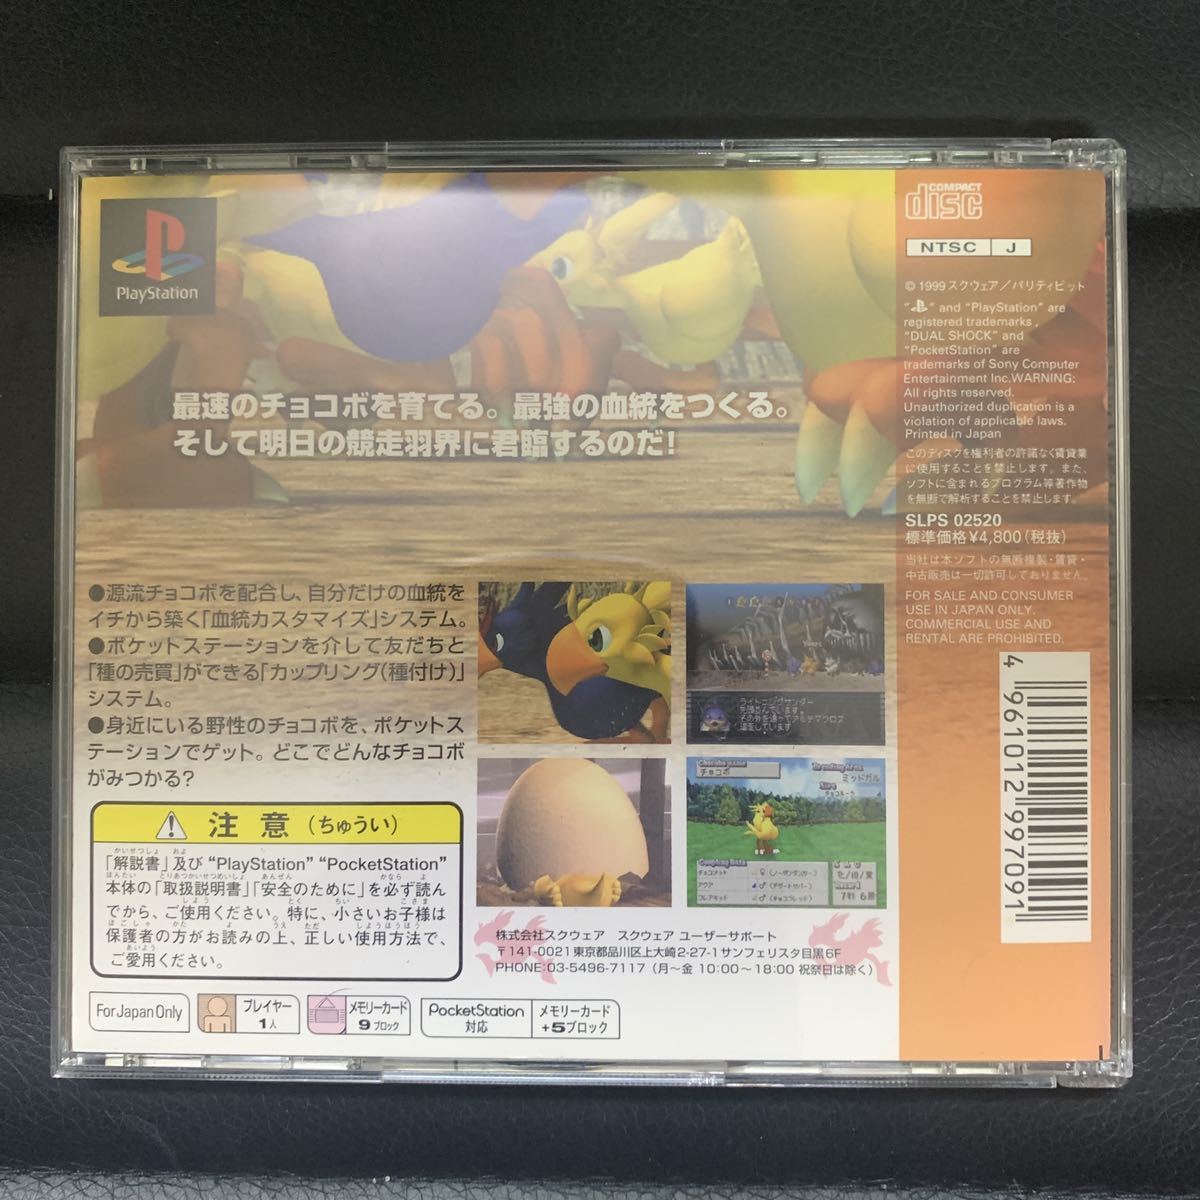 PlayStation
最速のチョコボを育てる。最強の血統をつくる。
そして明日の競走羽界に君臨するのだ!
●源流チョコボを配合し、自分だけの血統を
イチから築く「血統カスタマイズ」システム。
●ポケットステーションを介して友だちと
「種の売買」ができる「カップリング(種付け)」
システム。
●身近にいる野性のチョコボを、ポケットス
テーションでゲット。どこでどんなチョコボ
がみつかる?
チョコボ
ミッドガル
注意(ちゅうい)
「解説書」及び“PlayStation” “PocketStation”
本体の「取扱説明書」「安全のために」を必ず読ん
でから、ご使用ください。特に、小さいお子様は
保護者の方がお読みの上、正しい使用方法で、
ご愛用ください。
株式会社スクウェア スクウェア ユーザーサポート
〒141-0021 東京都品川区上大崎2-27-1サンフェリスタ目黒6F
PHONE:03-5496-7117(月〜金 10:00〜18:00 祝祭日は除く)
For Japan Only
プレイヤー
1人
メモリーカード
9ブロック
PocketStation
対応
メモリーカード
+5ブロック
COMPACT
disc
NTSC J
© 1999 スクウェア/パリティビット
“ ” and “PlayStation” are
registered trademarks ,
“DUAL SHOCK” and
“PocketStation” are
trademarks of Sony Computer
Entertainment Inc.WARNING:
All rights reserved.
Unauthorized duplication is a
violation of applicable laws.
Printed in Japan
このディスクを権利者の許諾なく賃貸業
に使用することを禁止します。また、
ソフトに含まれるプログラム等著作物
を無断で解析することを禁止します。
SLPS 02520
標準価格¥4,800(税抜)
当社は本ソフトの無断複製・賃貸・
中古販売は一切許可しておりません。
FOR SALE AND CONSUMER
USE IN JAPAN ONLY.
COMMERCIAL USE AND
RENTAL ARE PROHIBITED.
4 961012 997091